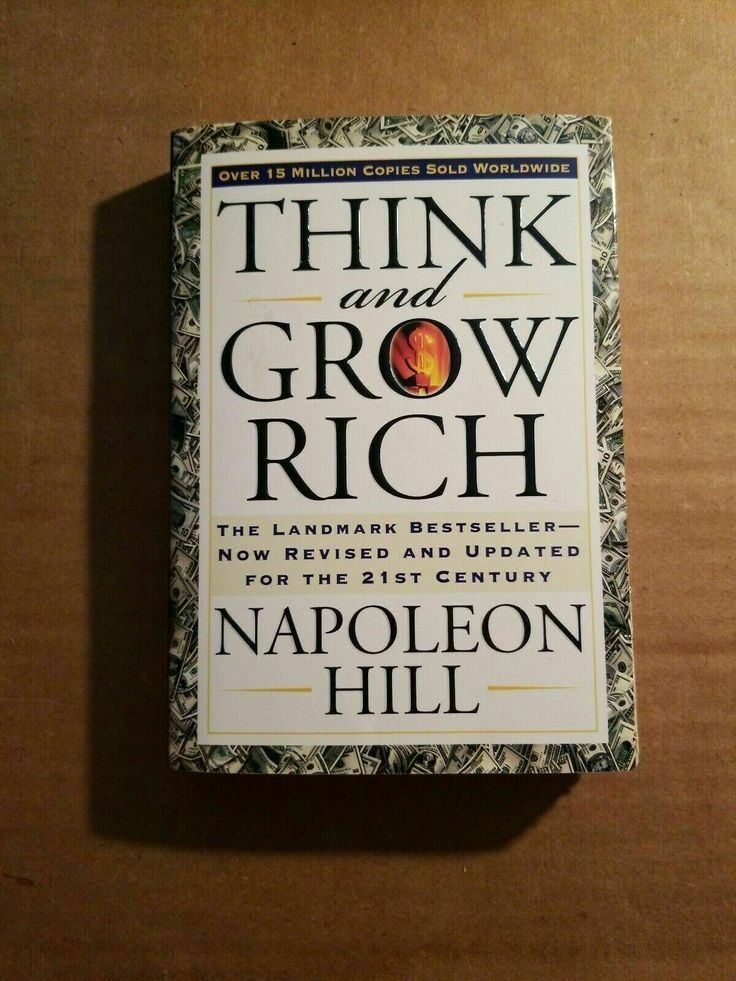 OVER 15 MILLION COPIES SOLD WORLDWIDE
THINK
and
GROW
RICH
THE LANDMARK BESTSELLER—
NOW REVISED AND UPDATED
FOR THE 21ST CENTURY
NAPOLEON
HILL